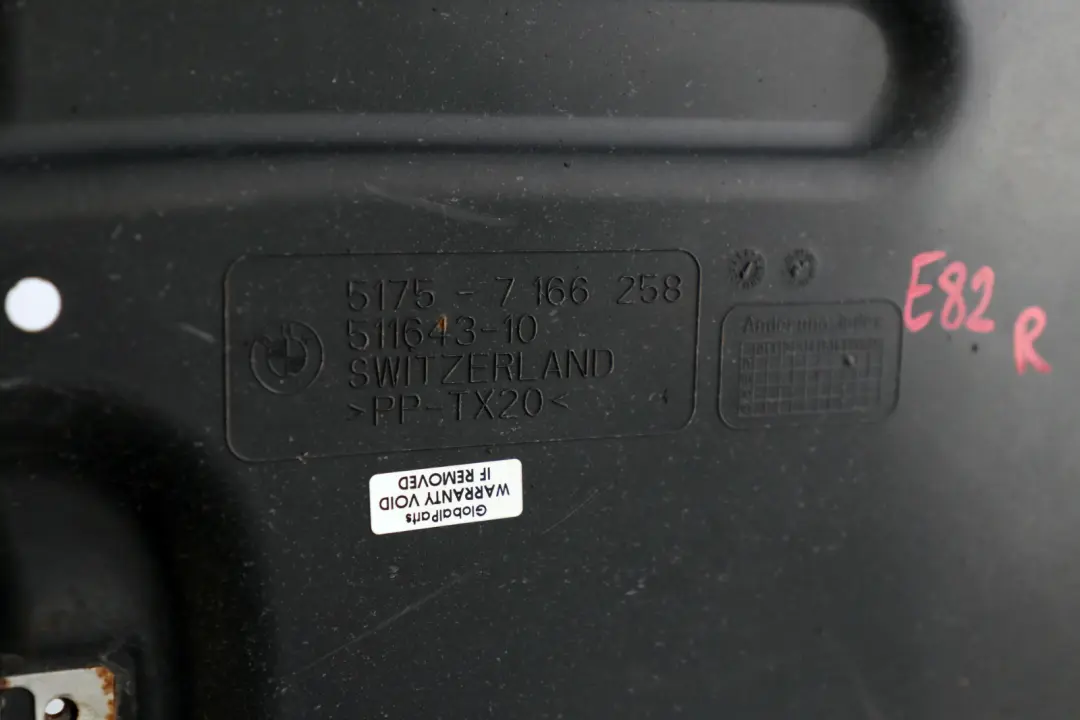 5175 - 7 166 258
511643-10
SWITZERLAND
>PP-TX20<
E82
R
GlobalParts
WARRANTY VOID
IF REMOVED